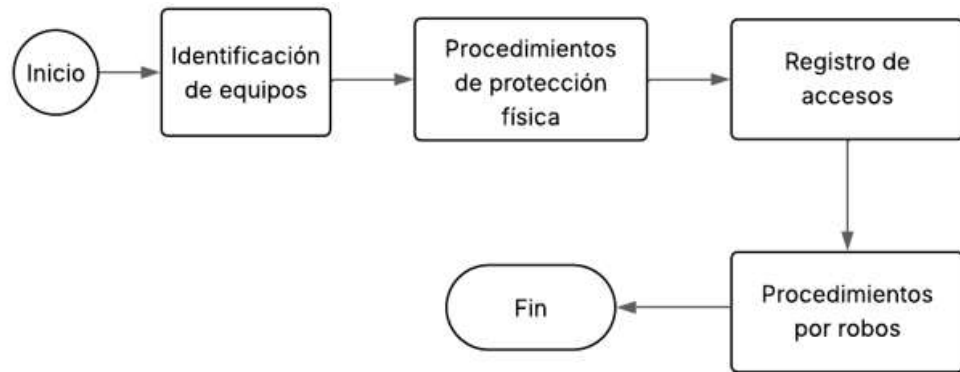 Inicio
Identificación
de equipos
Procedimientos
de protección
física
Registro de
accesos
Procedimientos
por robos
Fin